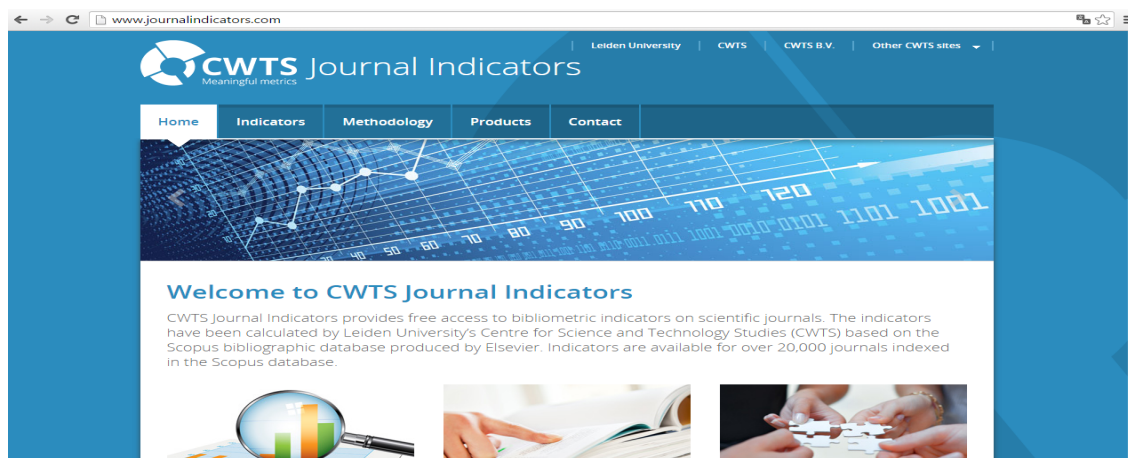 www.journalindicators.com
Leiden University | CWTS | CWTS B.V. | Other CWTS sites
CWTS Journal Indicators
Meaningful metrics
Home Indicators Methodology Products Contact
50 60 70 80 90 100 110 120
1101 1001
Welcome to CWTS Journal Indicators
CWTS Journal Indicators provides free access to bibliometric indicators on scientific journals. The indicators
have been calculated by Leiden University's Centre for Science and Technology Studies (CWTS) based on the
Scopus bibliographic database produced by Elsevier. Indicators are available for over 20,000 journals indexed
in the Scopus database.